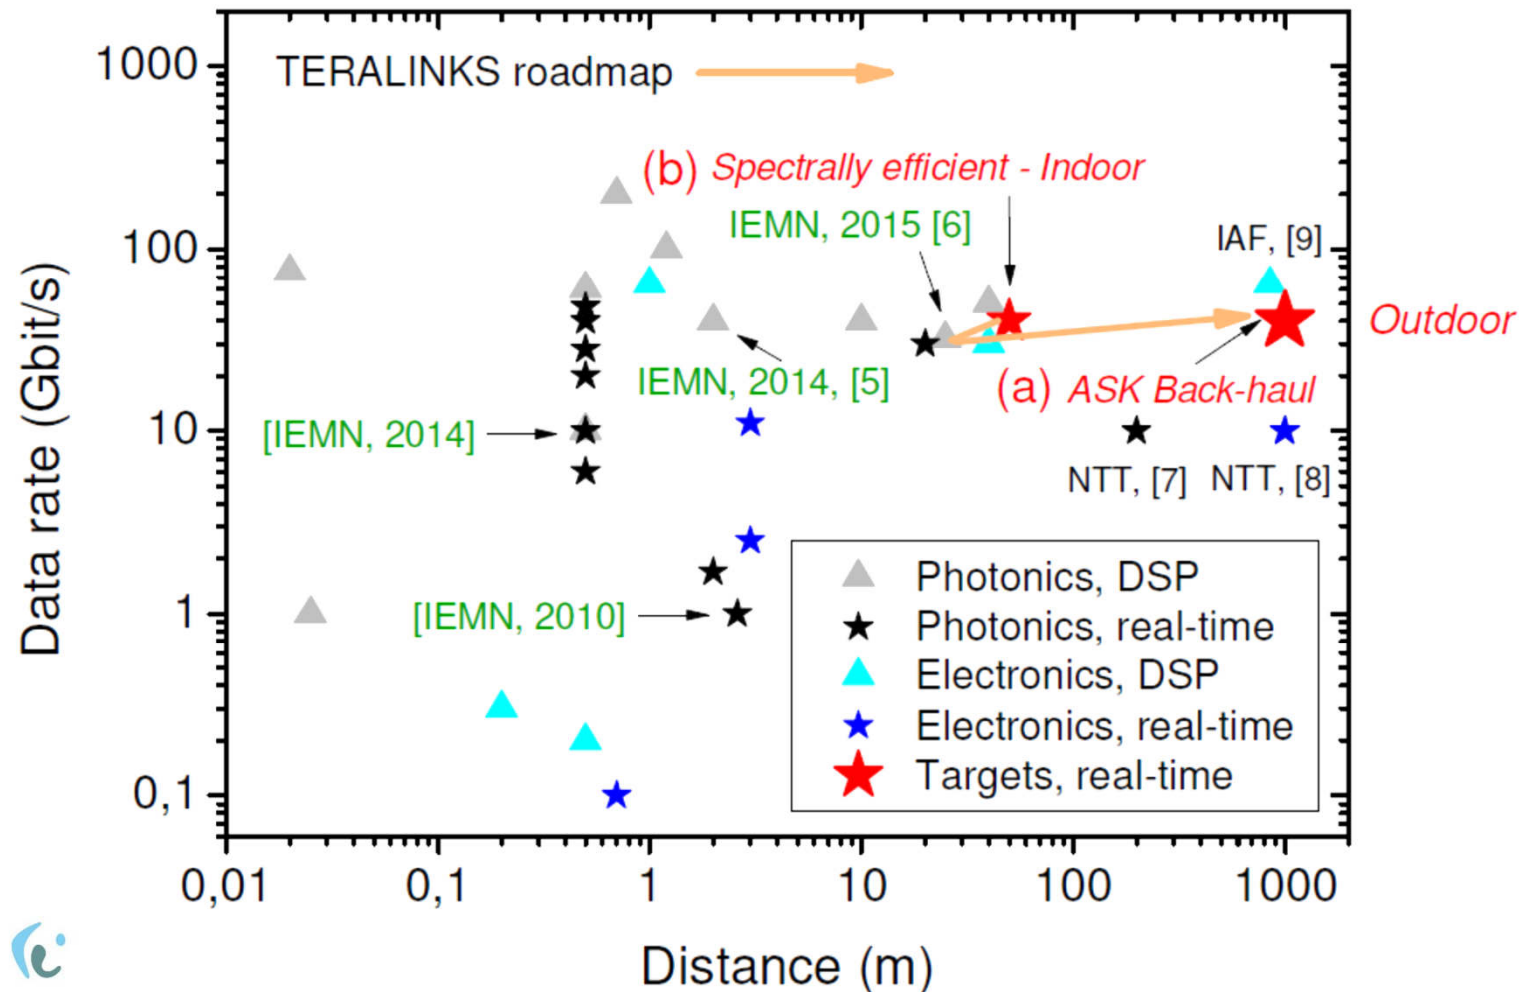 1000
TERALINKS roadmap
(b) Spectrally efficient - Indoor
IEMN, 2015 [6]
IAF, [9]
100
Outdoor
IEMN, 2014, [5]
(a) ASK Back-haul
[IEMN, 2014]
10
NTT, [7]
NTT, [8]
Data rate (Gbit/s)
Photonics, DSP
[IEMN, 2010]
1
Photonics, real-time
Electronics, DSP
Electronics, real-time
Targets, real-time
0,1
0,01
0,1
1
10
100
1000
Distance (m)